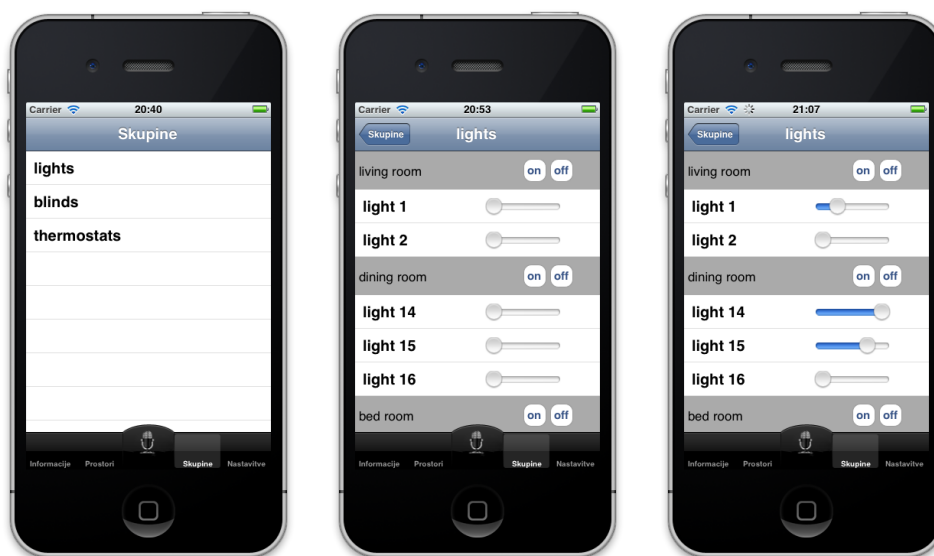 Carrier 20:40
Skupine
lights
blinds
thermostats
Informacije Prostori Skupine Nastavitve
Carrier 20:53
Skupine lights
living room on off
light 1
light 2
dining room on off
light 14
light 15
light 16
bed room on off
Informacije Prostori Skupine Nastavitve
Carrier 21:07
Skupine lights
living room on off
light 1
light 2
dining room on off
light 14
light 15
light 16
bed room on off
Informacije Prostori Skupine Nastavitve